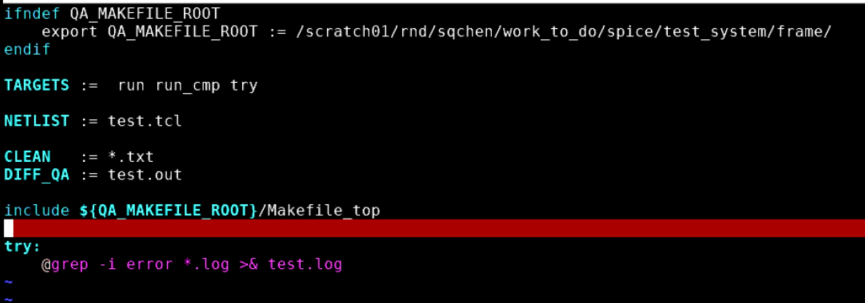 ifndef QA_MAKEFILE_ROOT
    export QA_MAKEFILE_ROOT := /scratch01/rnd/sqchen/work_to_do/spice/test_system/frame/
endif
TARGETS :=  run run_cmp try
NETLIST := test.tcl
CLEAN   := *.txt
DIFF_QA := test.out
include ${QA_MAKEFILE_ROOT}/Makefile_top
try:
    @grep -i error *.log >& test.log
~
~